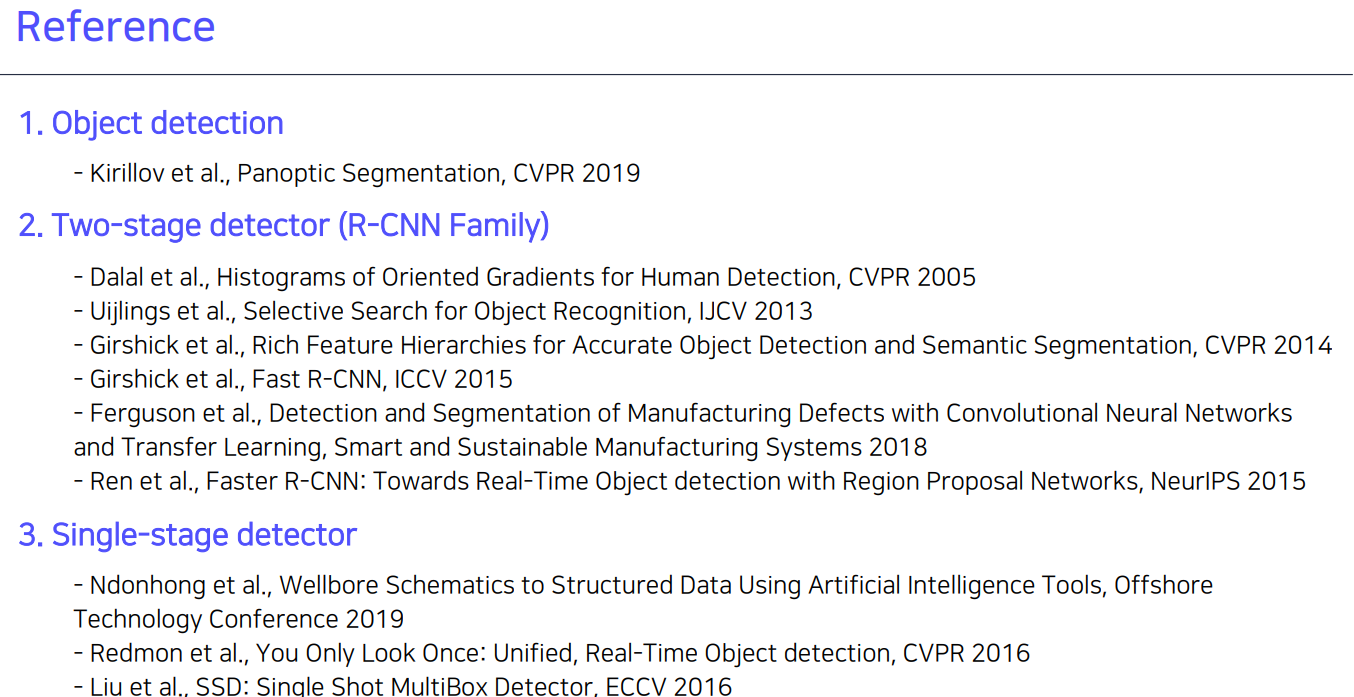 Reference
1. Object detection
- Kirillov et al., Panoptic Segmentation, CVPR 2019
2. Two-stage detector (R-CNN Family)
- Dalal et al., Histograms of Oriented Gradients for Human Detection, CVPR 2005
- Uijlings et al., Selective Search for Object Recognition, IJCV 2013
- Girshick et al., Rich Feature Hierarchies for Accurate Object Detection and Semantic Segmentation, CVPR 2014
- Girshick et al., Fast R-CNN, ICCV 2015
- Ferguson et al., Detection and Segmentation of Manufacturing Defects with Convolutional Neural Networks
and Transfer Learning, Smart and Sustainable Manufacturing Systems 2018
- Ren et al., Faster R-CNN: Towards Real-Time Object detection with Region Proposal Networks, NeurIPS 2015
3. Single-stage detector
- Ndonhong et al., Wellbore Schematics to Structured Data Using Artificial Intelligence Tools, Offshore
Technology Conference 2019
- Redmon et al., You Only Look Once: Unified, Real-Time Object detection, CVPR 2016
- Liu et al., SSD: Single Shot MultiBox Detector, ECCV 2016